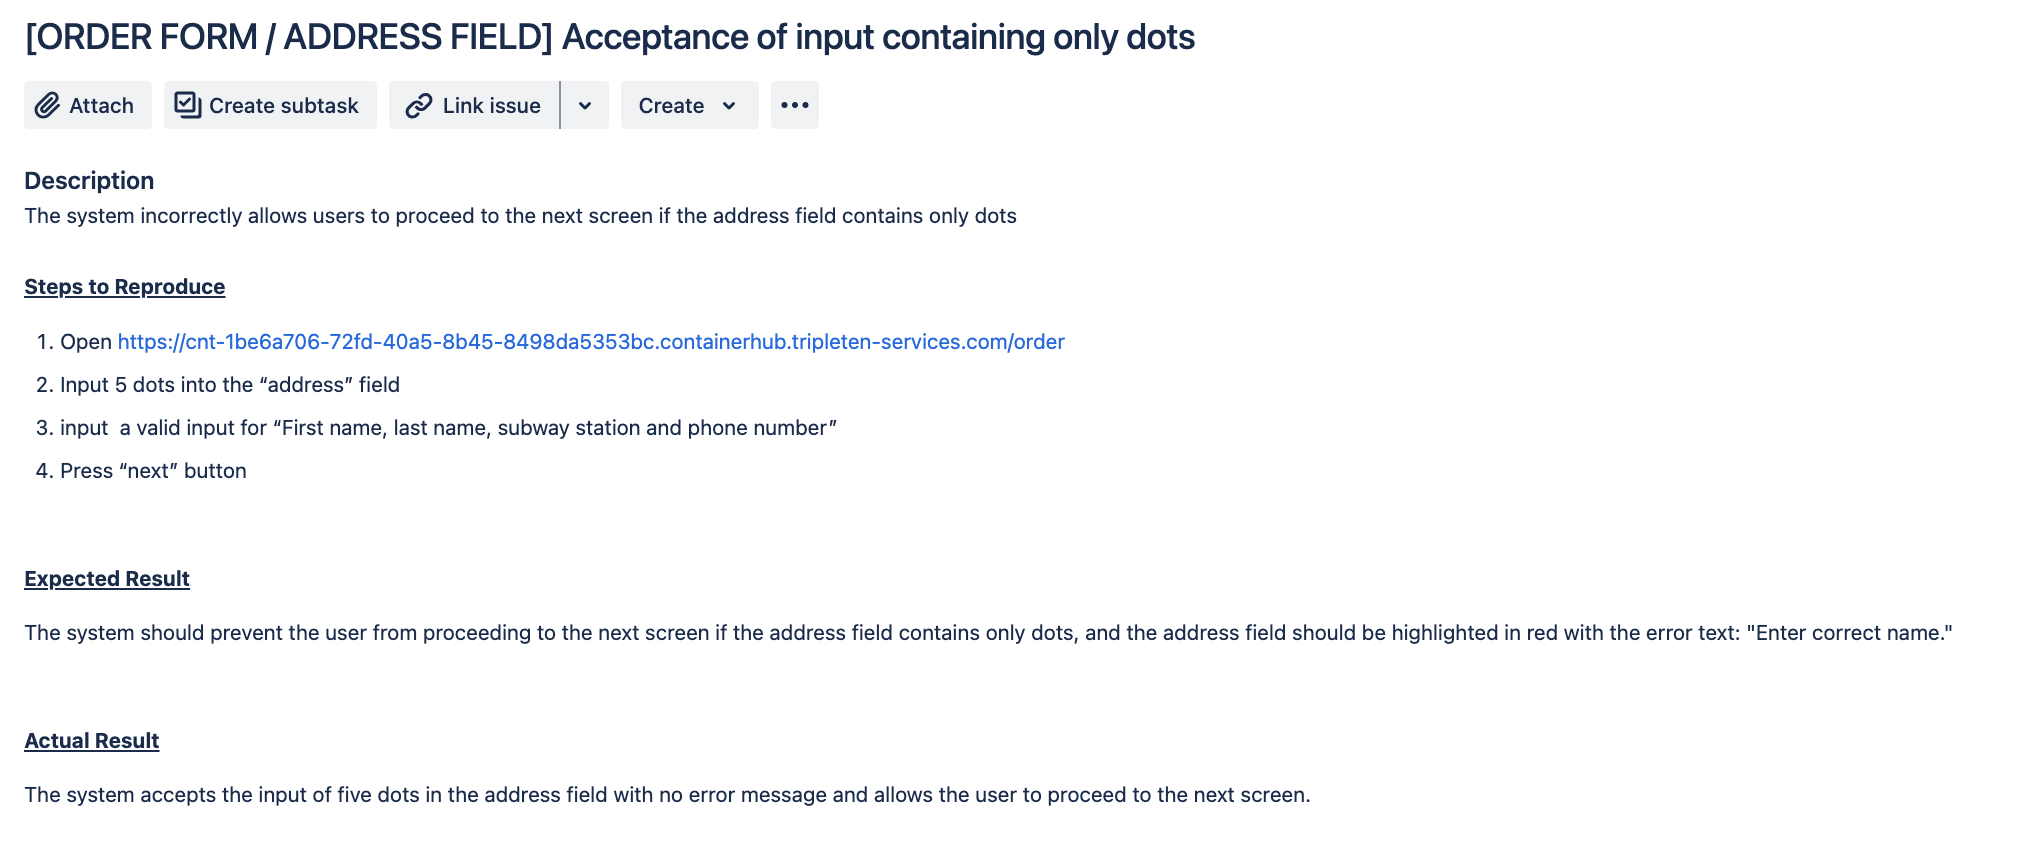 [ORDER FORM / ADDRESS FIELD] Acceptance of input containing only dots
Attach Create subtask Link issue Create
Description
The system incorrectly allows users to proceed to the next screen if the address field contains only dots
Steps to Reproduce
1. Open https://cnt-1be6a706-72fd-40a5-8b45-8498da5353bc.containerhub.tripleten-services.com/order
2. Input 5 dots into the “address” field
3. input  a valid input for “First name, last name, subway station and phone number”
4. Press “next” button
Expected Result
The system should prevent the user from proceeding to the next screen if the address field contains only dots, and the address field should be highlighted in red with the error text: "Enter correct name."
Actual Result
The system accepts the input of five dots in the address field with no error message and allows the user to proceed to the next screen.